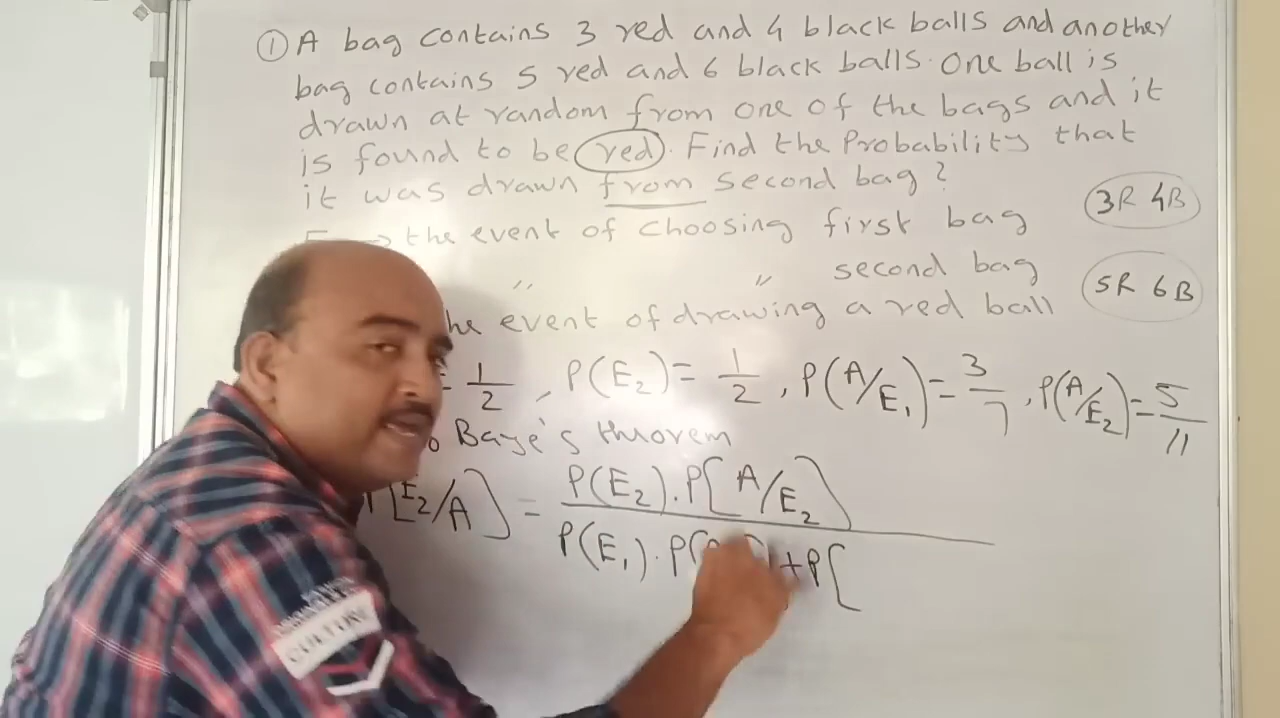 ① A bag contains 3 red and 4 black balls and another
bag contains 5 red and 6 black balls. One ball is
drawn at random from one of the bags and it
is found to be red. Find the Probability that
it was drawn from second bag?
3R 4B
→ the event of choosing first bag
" " second bag
5R 6B
he event of drawing a red ball
= 1/2, P(E₂) = 1/2, P(A/E₁) = 3/7, P(A/E₂) = 5/11
o Baye's thorem
P[E₂/A] = P(E₂).P[A/E₂]
P(E₁).P( + P[
CULTURE